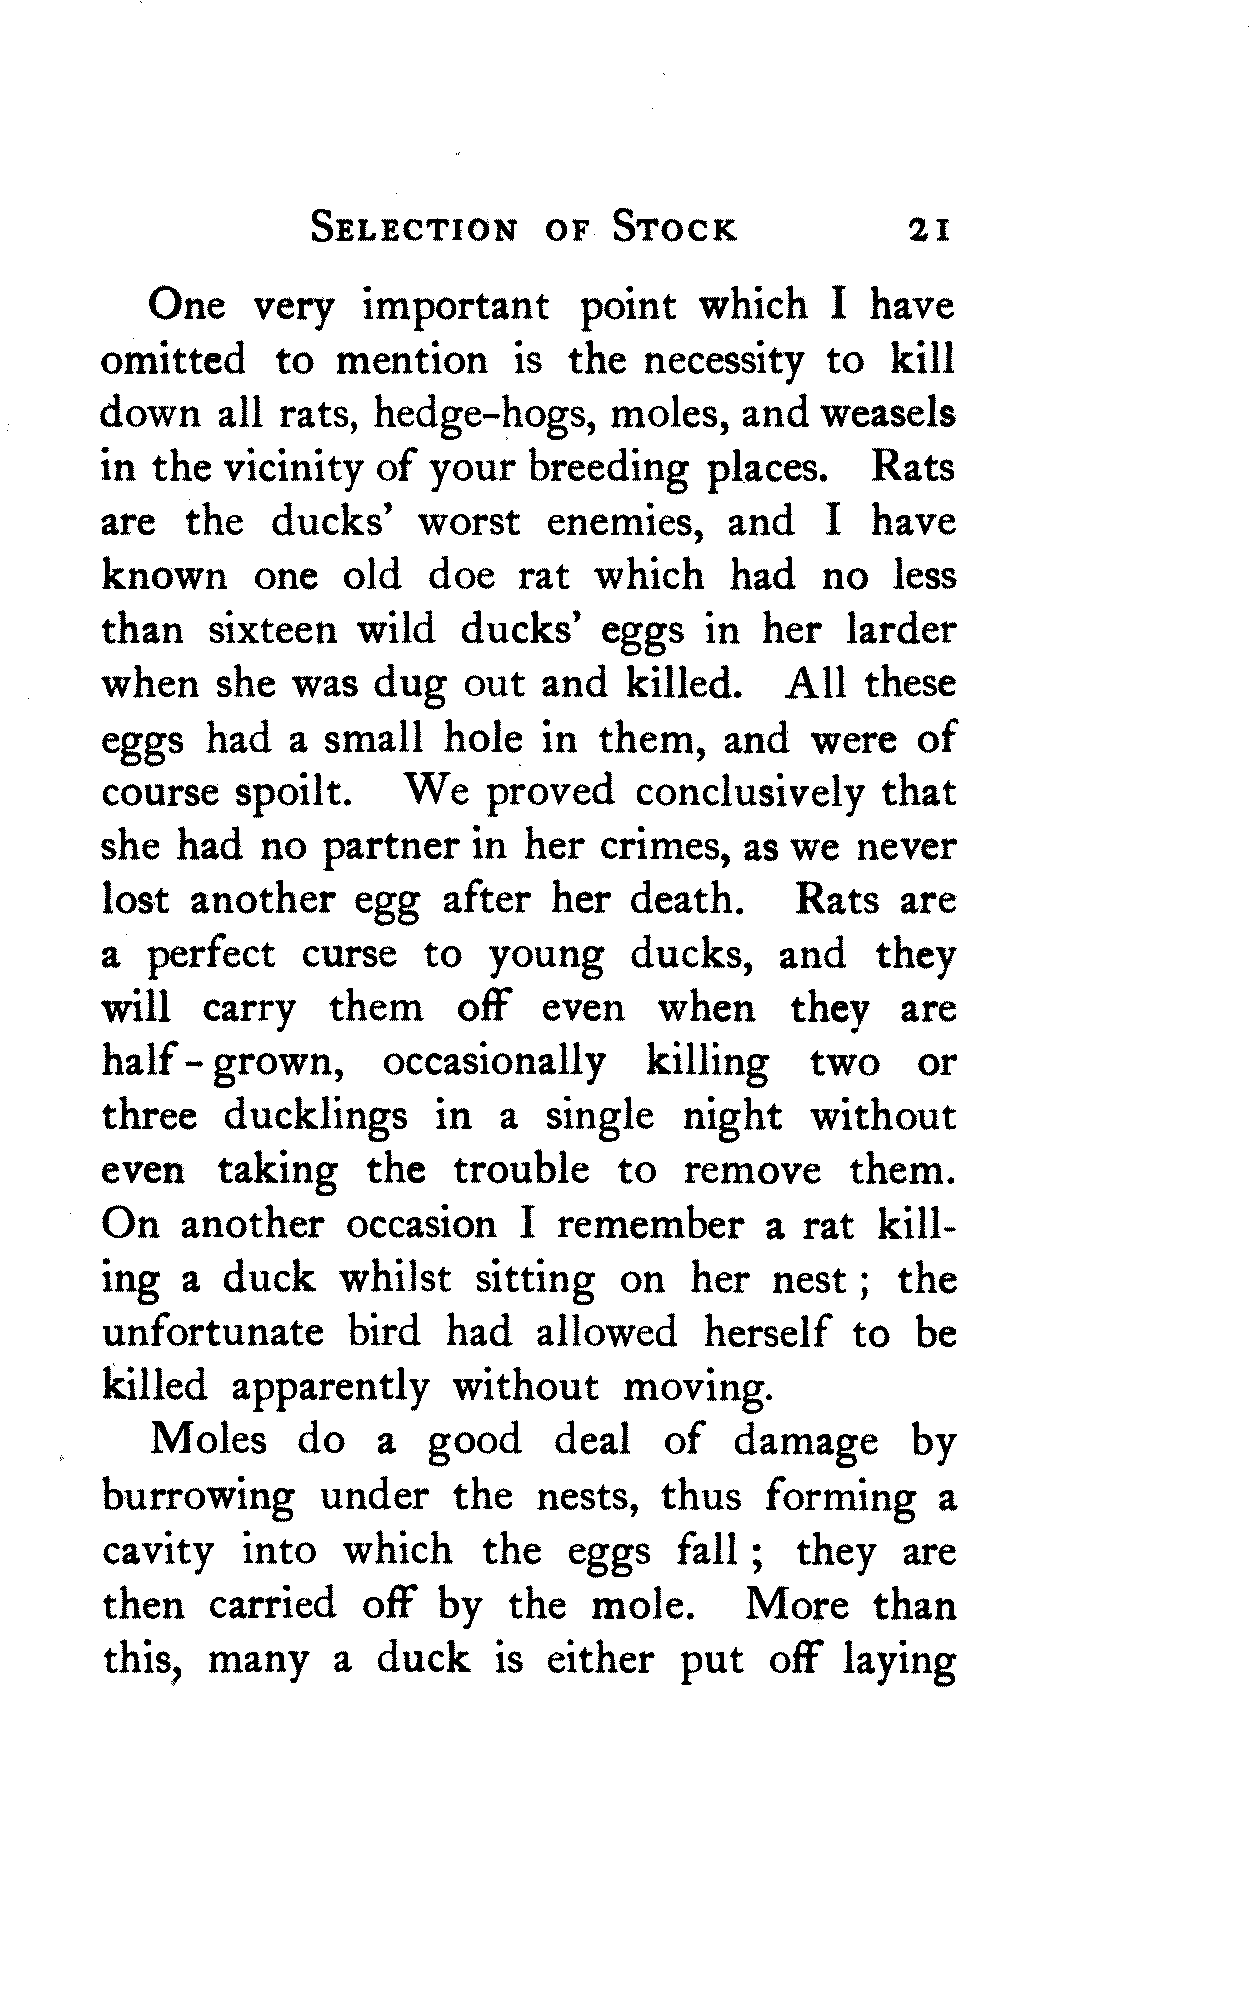 Selection of Stock 21
One very important point which I have
omitted to mention is the necessity to kill
down all rats, hedge-hogs, moles, and weasels
in the vicinity of your breeding places. Rats
are the ducks' worst enemies, and I have
known one old doe rat which had no less
than sixteen wild ducks' eggs in her larder
when she was dug out and killed. All these
eggs had a small hole in them, and were of
course spoilt. We proved conclusively that
she had no partner in her crimes, as we never
lost another egg after her death. Rats are
a perfect curse to young ducks, and they
will carry them off even when they are
half-grown, occasionally killing two or
three ducklings in a single night without
even taking the trouble to remove them.
On another occasion I remember a rat kill-
ing a duck whilst sitting on her nest ; the
unfortunate bird had allowed herself to be
killed apparently without moving.
Moles do a good deal of damage by
burrowing under the nests, thus forming a
cavity into which the eggs fall ; they are
then carried off by the mole. More than
this, many a duck is either put off laying